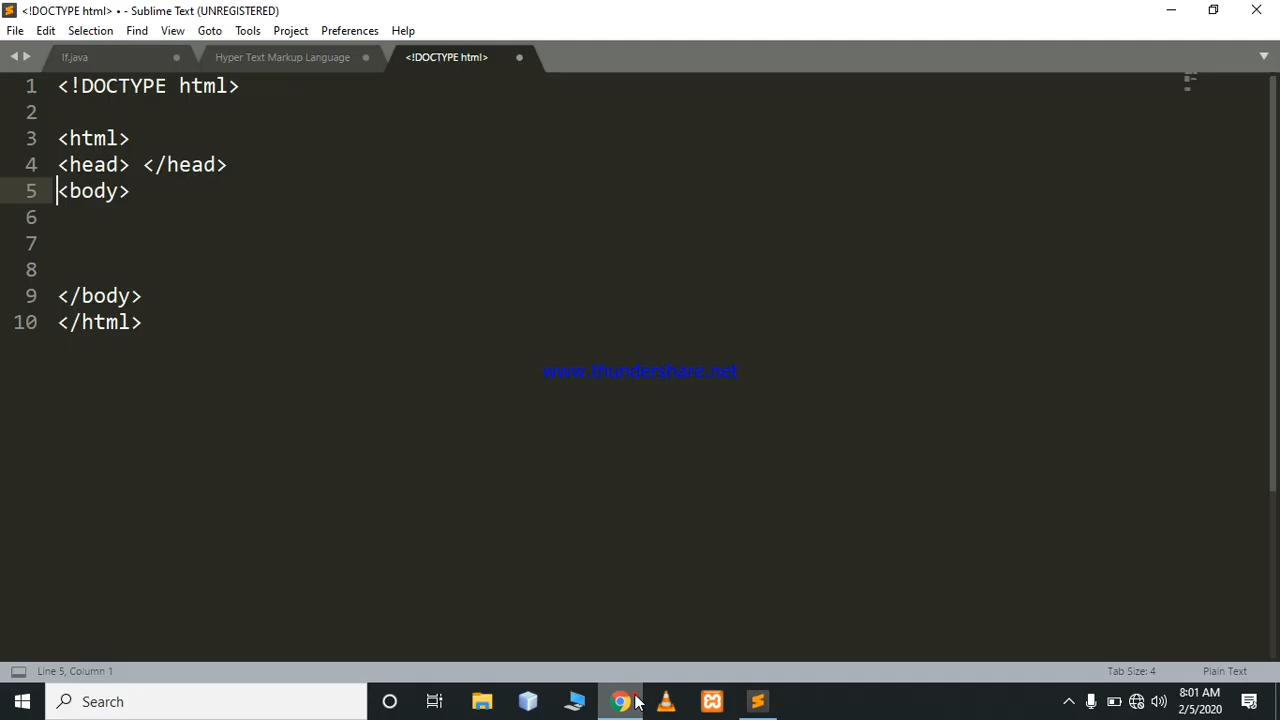 <!DOCTYPE html> • - Sublime Text (UNREGISTERED)
File Edit Selection Find View Goto Tools Project Preferences Help
If.java Hyper Text Markup Language <!DOCTYPE html>
1 <!DOCTYPE html>
2
3 <html>
4 <head> </head>
5 <body>
6
7
8
9 </body>
10 </html>
www.thundershare.net
Line 5, Column 1 Tab Size: 4 Plain Text
Search
8:01 AM
2/5/2020